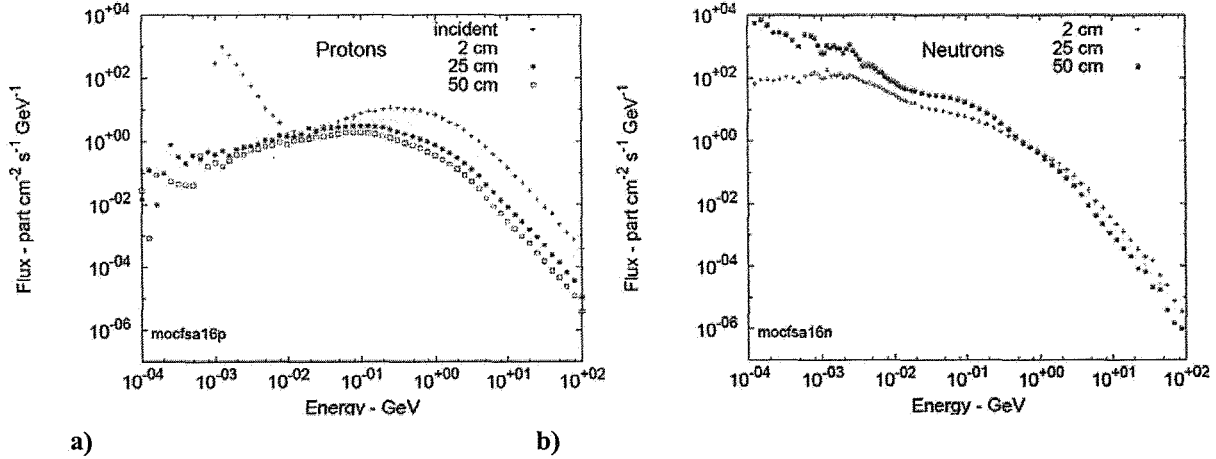 10+04
10+02
10+00
10-02
10-04
10-06
Flux - part cm-2 s-1 GeV-1
incident
2 cm
25 cm
50 cm
Protons
mocfsa16p
10-04 10-03 10-02 10-01 10+00 10+01 10+02
Energy - GeV
a)
10+04
10+02
10+00
10-02
10-04
10-06
Flux - part cm-2 s-1 GeV-1
Neutrons
2 cm
25 cm
50 cm
mocfsa16n
10-04 10-03 10-02 10-01 10+00 10+01 10+02
Energy - GeV
b)